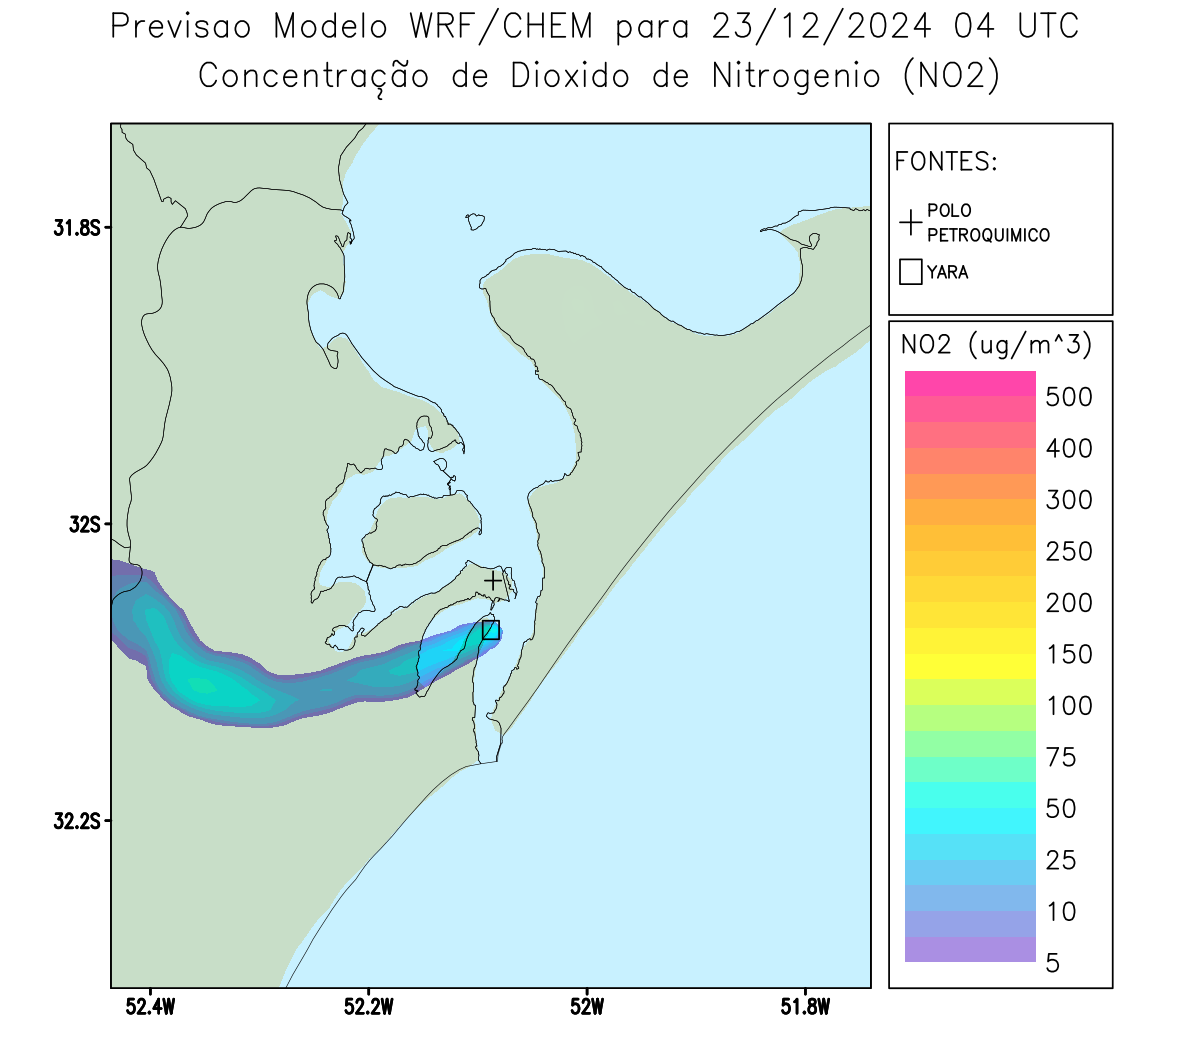 Previsao Modelo WRF/CHEM para 23/12/2024 04 UTC
Concentração de Dioxido de Nitrogenio (NO2)
FONTES:
POLO
PETROQUIMICO
YARA
NO2 (ug/m^3)
500
400
300
250
200
150
100
75
50
25
10
5
31.8S
32S
32.2S
52.4W
52.2W
52W
51.8W